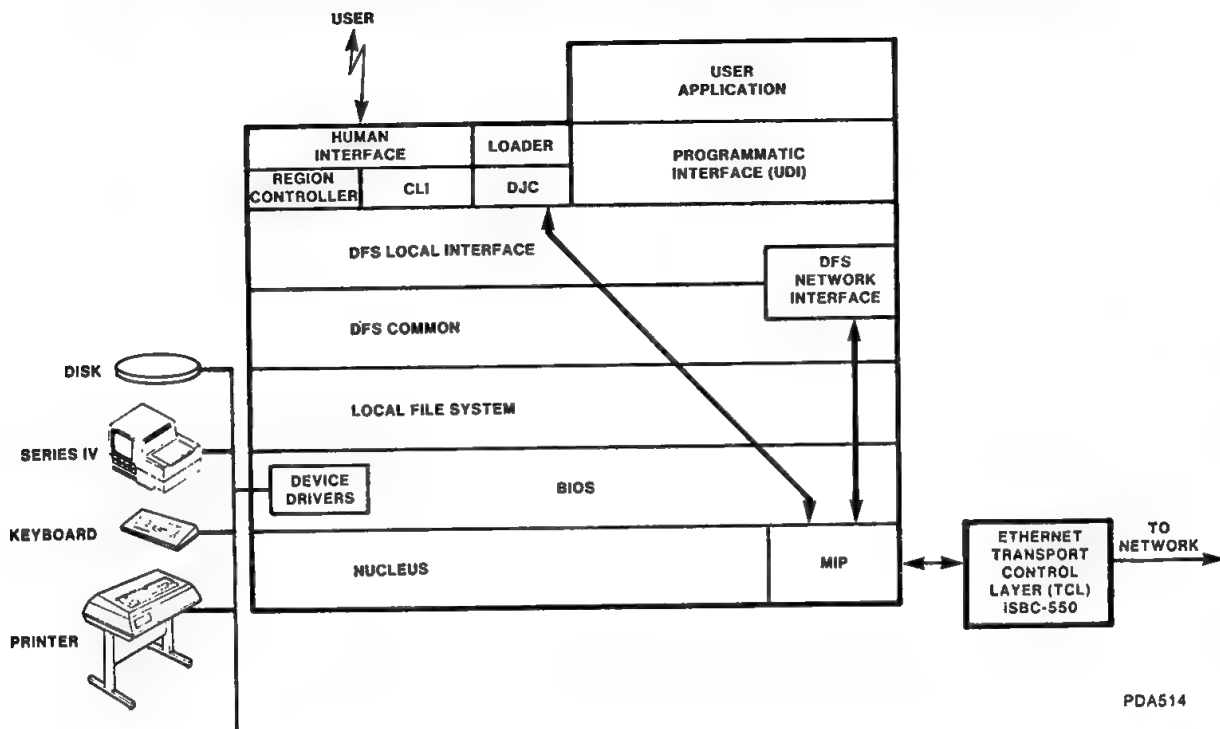 USER
USER
APPLICATION
HUMAN
INTERFACE
LOADER
PROGRAMMATIC
INTERFACE (UDI)
REGION
CONTROLLER
CLI
DJC
DFS LOCAL INTERFACE
DFS
NETWORK
INTERFACE
DFS COMMON
DISK
LOCAL FILE SYSTEM
SERIES IV
DEVICE
DRIVERS
BIOS
KEYBOARD
NUCLEUS
MIP
ETHERNET
TRANSPORT
CONTROL
LAYER (TCL)
iSBC-550
TO
NETWORK
PRINTER
PDA514